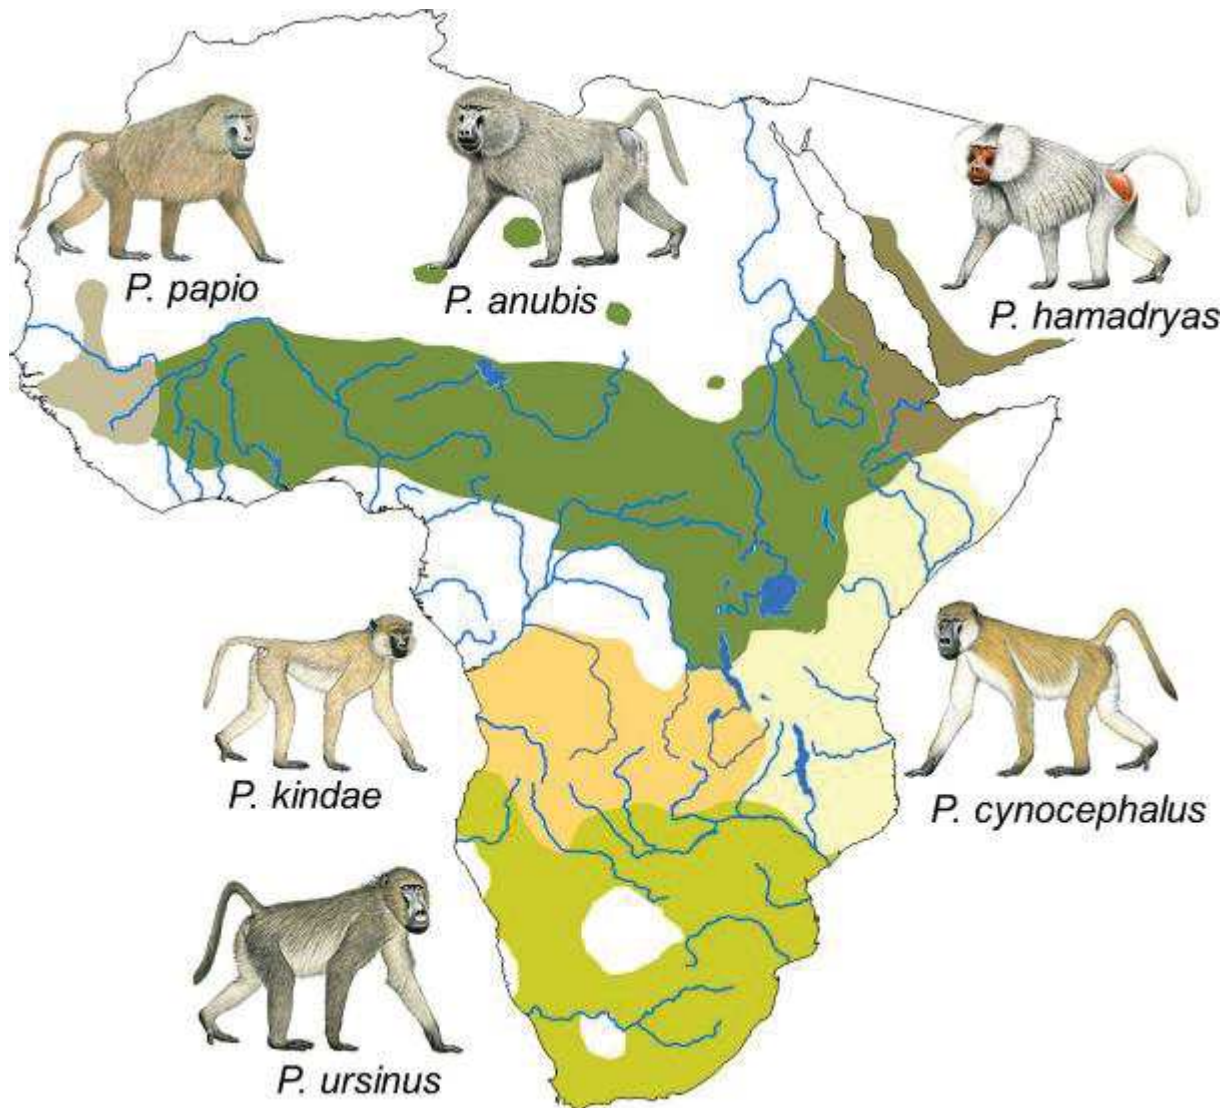 P. papio
P. anubis
P. hamadryas
P. kindae
P. cynocephalus
P. ursinus